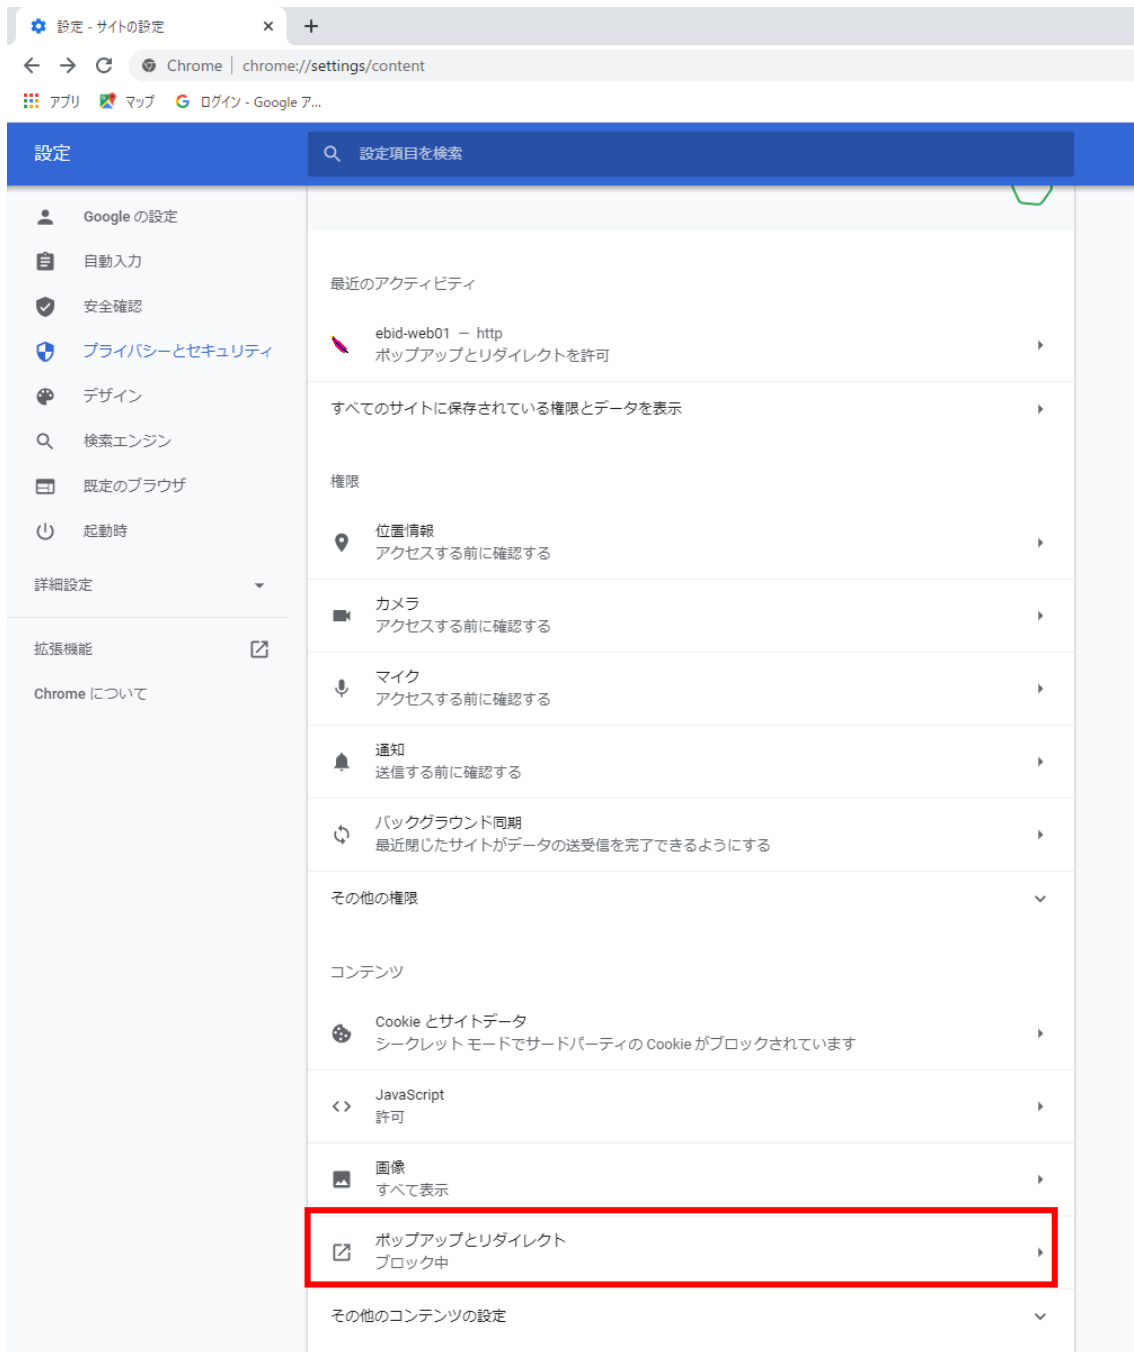 設定 - サイトの設定
Chrome | chrome://settings/content
アプリ マップ ログイン - Google ア...
設定
設定項目を検索
Google の設定
自動入力
安全確認
プライバシーとセキュリティ
デザイン
検索エンジン
既定のブラウザ
起動時
詳細設定
拡張機能
Chrome について
最近のアクティビティ
ebid-web01 — http
ポップアップとリダイレクトを許可
すべてのサイトに保存されている権限とデータを表示
権限
位置情報
アクセスする前に確認する
カメラ
アクセスする前に確認する
マイク
アクセスする前に確認する
通知
送信する前に確認する
バックグラウンド同期
最近閉じたサイトがデータの送受信を完了できるようにする
その他の権限
コンテンツ
Cookie とサイトデータ
シークレット モードでサードパーティの Cookie がブロックされています
JavaScript
許可
画像
すべて表示
ポップアップとリダイレクト
ブロック中
その他のコンテンツの設定